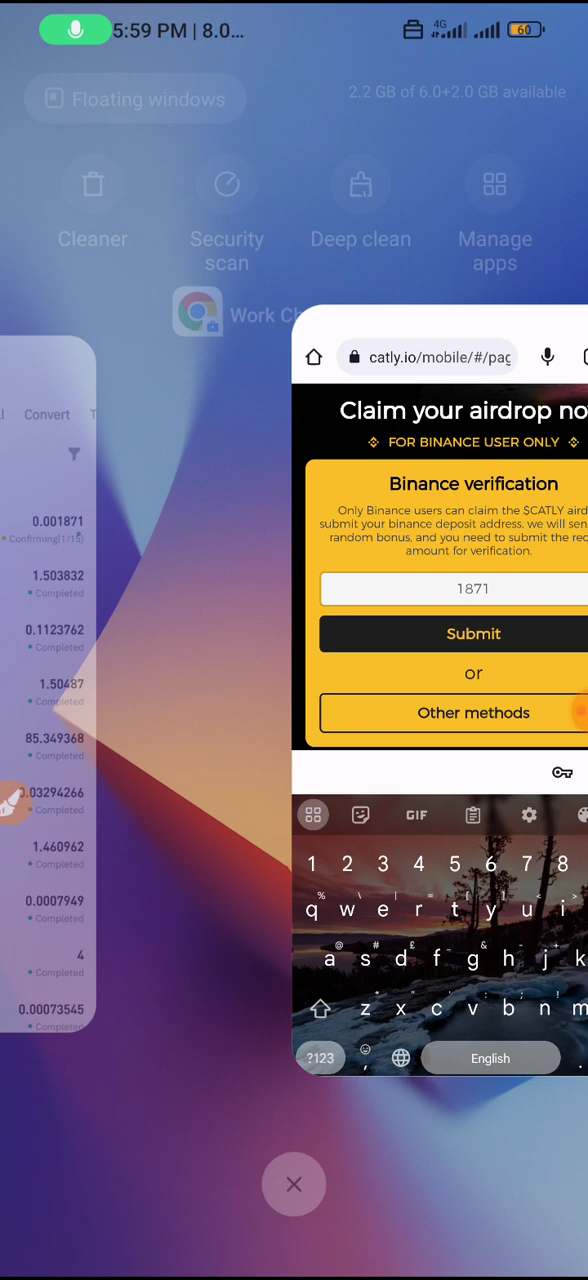 5:59 PM | 8.0...
4G
60
Floating windows
2.2 GB of 6.0+2.0 GB available
Cleaner
Security scan
Deep clean
Manage apps
Work Ch
Convert
T
0.001871
Confirming(1/15)
1.503832
Completed
0.1123762
Completed
1.50487
Completed
85.349368
Completed
0.03294266
Completed
1.460962
Completed
0.0007949
Completed
4
Completed
0.00073545
Completed
catly.io/mobile/#/pag
Claim your airdrop no
FOR BINANCE USER ONLY
Binance verification
Only Binance users can claim the $CATLY aird
submit your binance deposit address, we will sen
random bonus, and you need to submit the rec
amount for verification.
1871
Submit
or
Other methods
GIF
1 2 3 4 5 6 7 8
q w e r t y u i
a s d f g h j k
z x c v b n m
?123 , English .